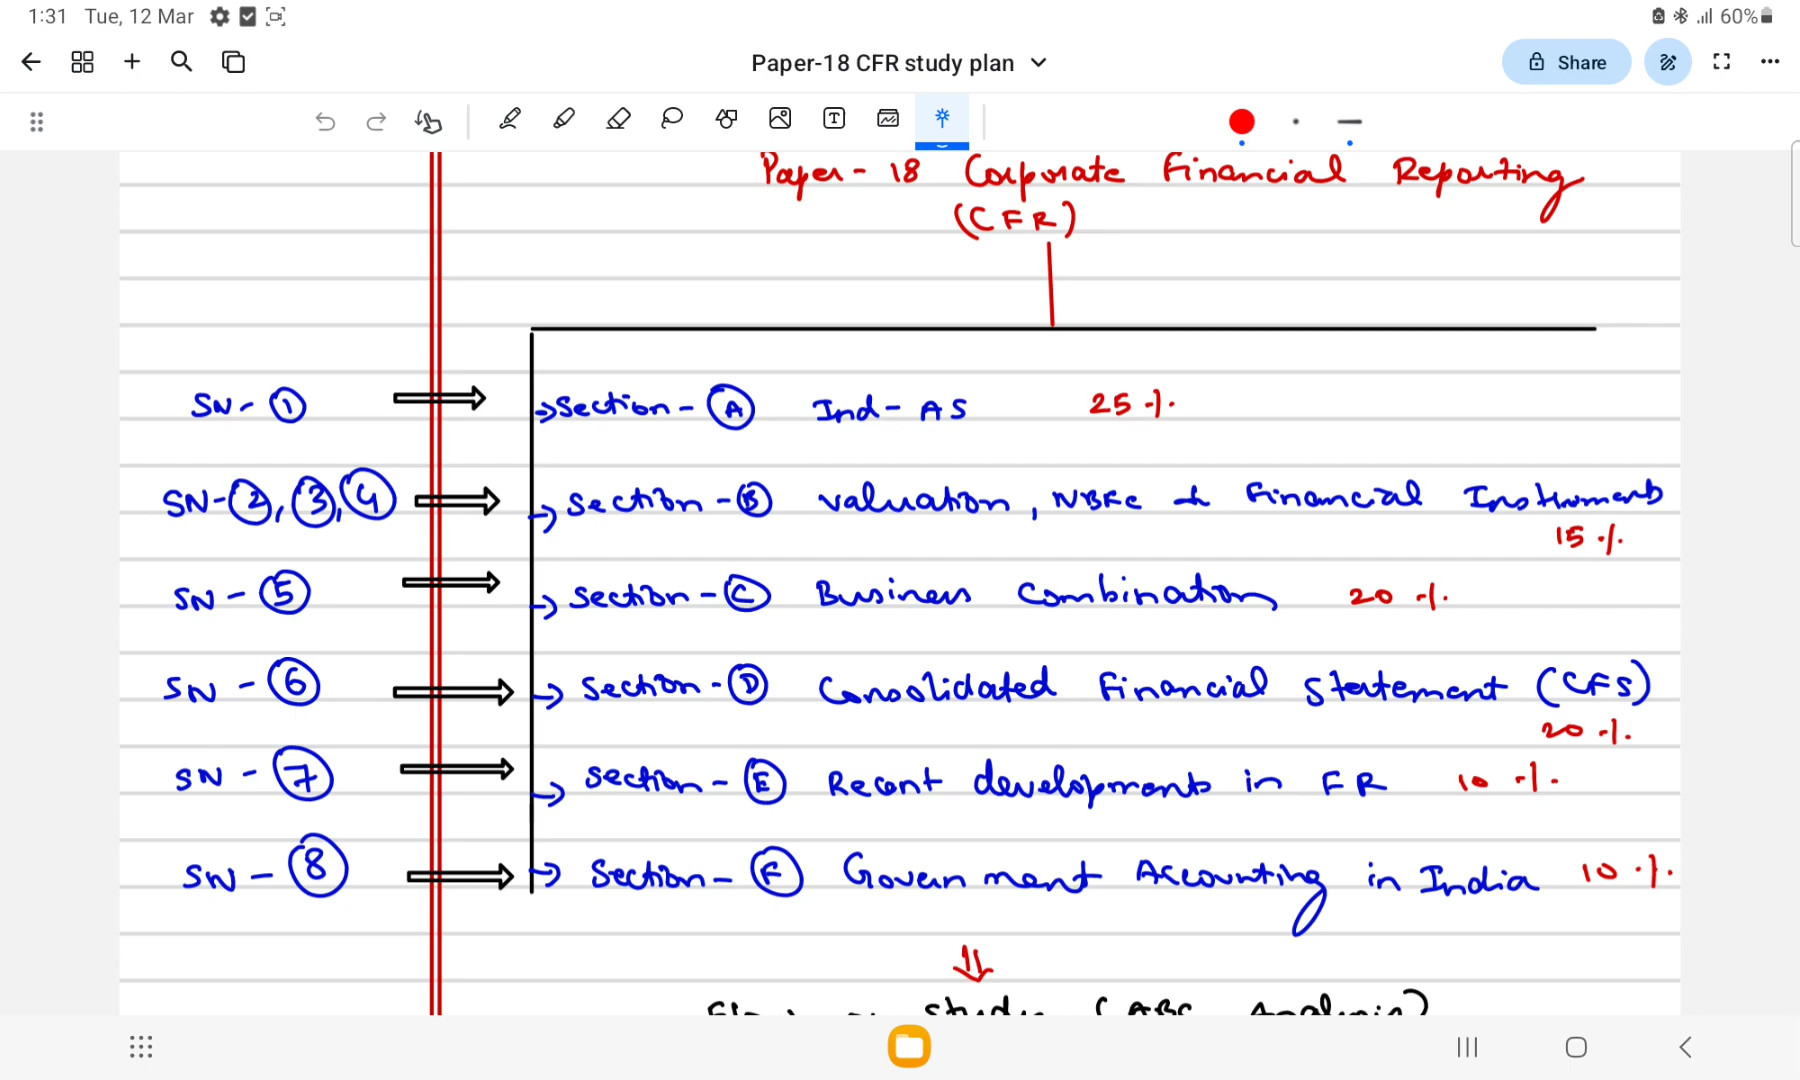 1:31 Tue, 12 Mar 60%
Paper-18 CFR study plan Share
Paper - 18 Corporate Financial Reporting
(CFR)
SN - 1 Section - A Ind - AS 25 %
SN - 2, 3, 4 Section - B Valuation, NBFC & Financial Instruments
15 %
SN - 5 Section - C Business Combination 20 %
SN - 6 Section - D Consolidated Financial Statement (CFS)
20 %
SN - 7 Section - E Recent developments in FR 10 %
SN - 8 Section - F Government Accounting in India 10 %
study (ABC Analysis)